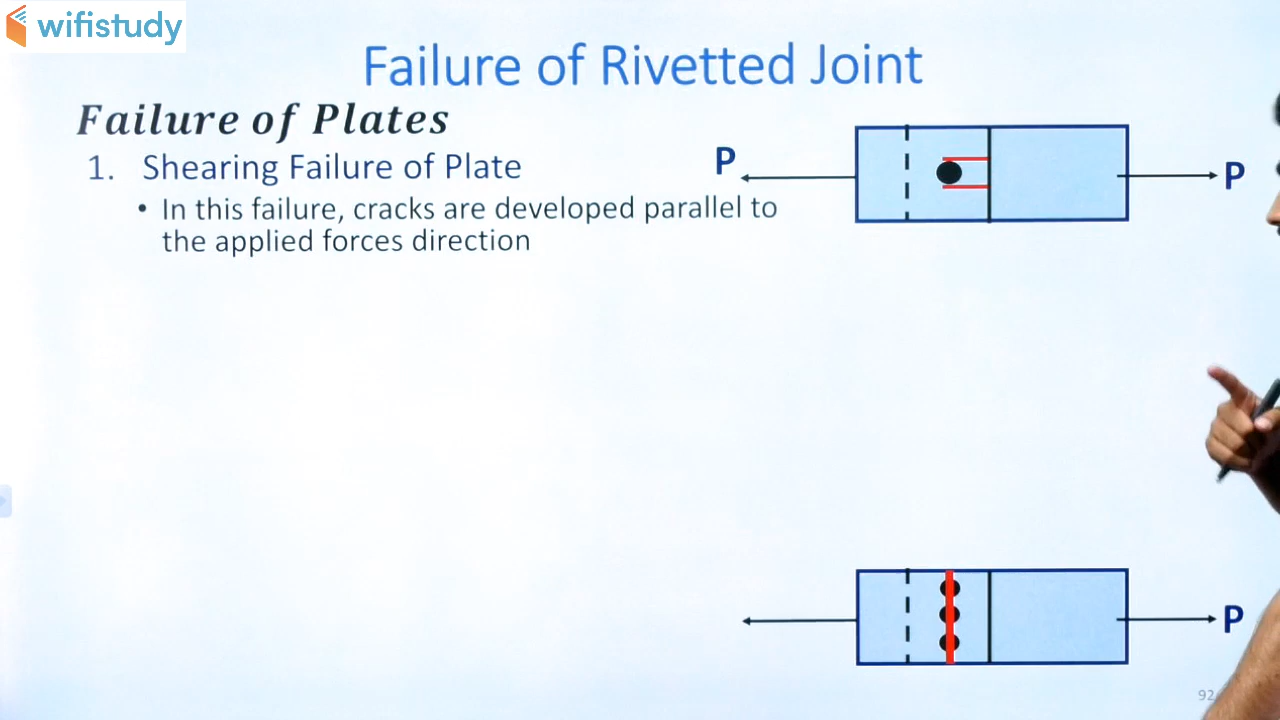 wifistudy
Failure of Rivetted Joint
Failure of Plates
1. Shearing Failure of Plate
• In this failure, cracks are developed parallel to
the applied forces direction
P
P
P
92